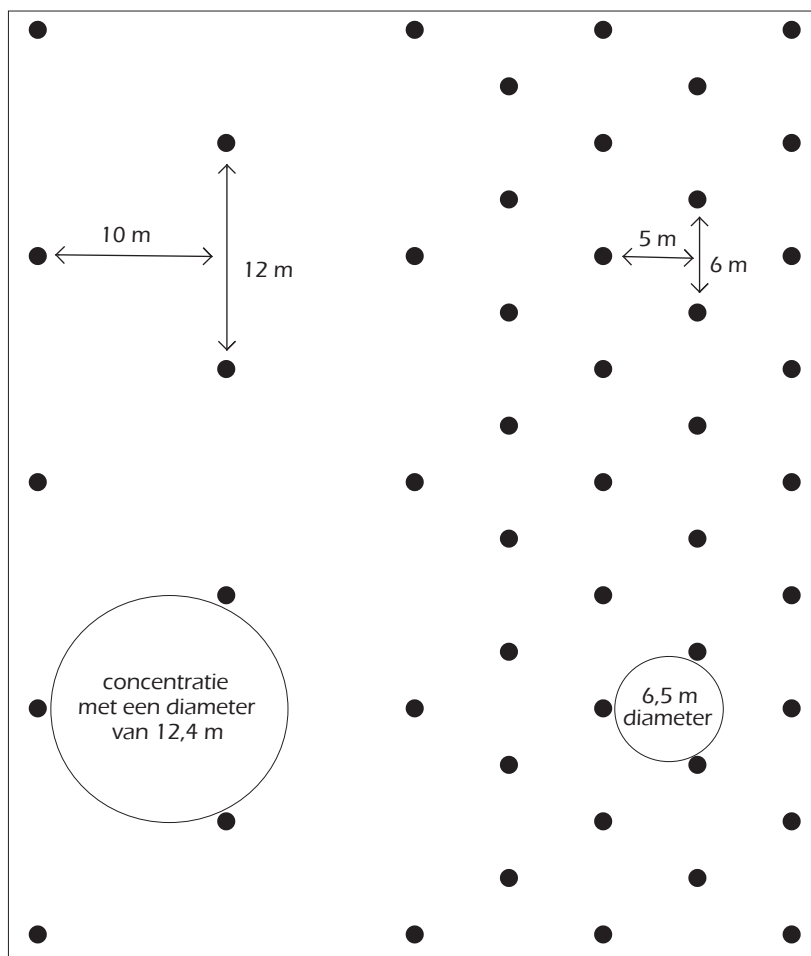 10 m
12 m
5 m
6 m
concentratie
met een diameter
van 12,4 m
6,5 m
diameter